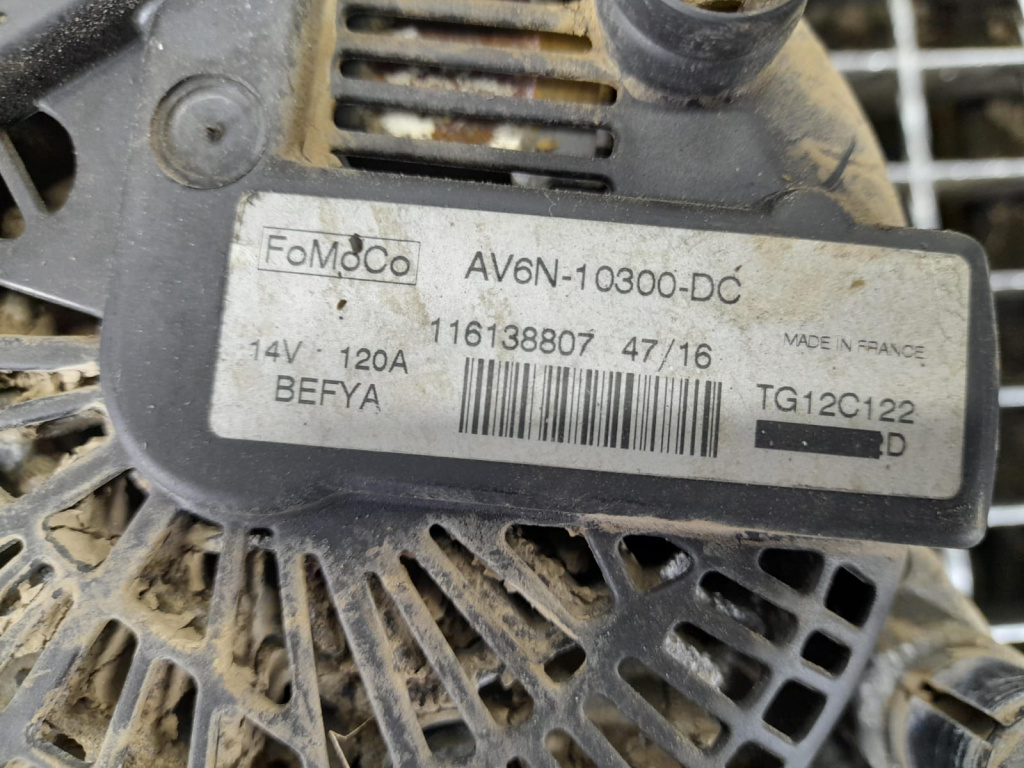 FoMoCo AV6N-10300-DC
116138807 47/16 MADE IN FRANCE
14V 120A
BEFYA TG12C122
D